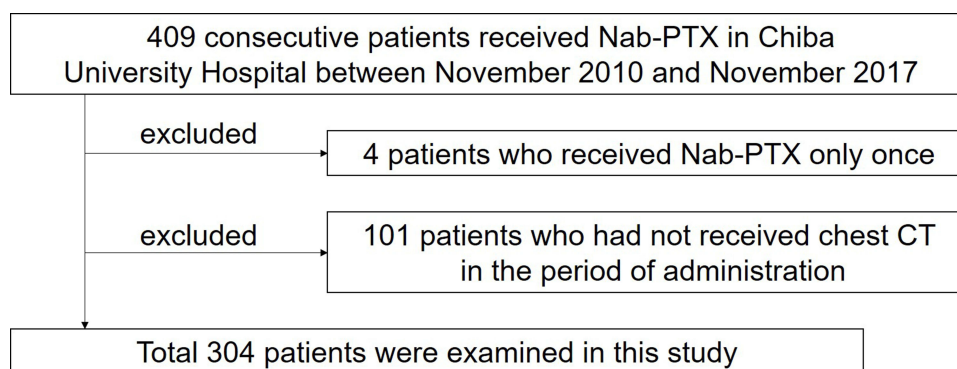 409 consecutive patients received Nab-PTX in Chiba
University Hospital between November 2010 and November 2017
excluded
4 patients who received Nab-PTX only once
excluded
101 patients who had not received chest CT
in the period of administration
Total 304 patients were examined in this study